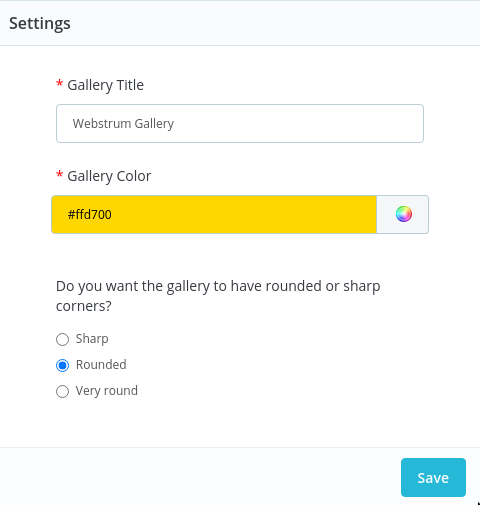 Settings
* Gallery Title
Webstrum Gallery
* Gallery Color
#ffd700
Do you want the gallery to have rounded or sharp
corners?
Sharp
Rounded
Very round
Save